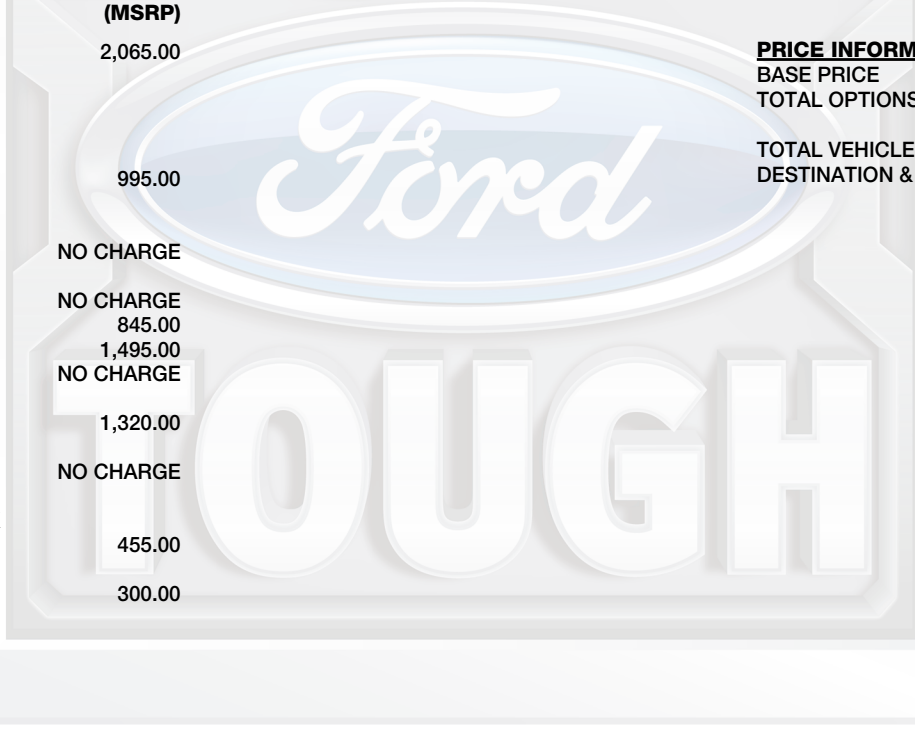 (MSRP)
2,065.00
995.00
NO CHARGE
NO CHARGE
845.00
1,495.00
NO CHARGE
1,320.00
NO CHARGE
455.00
300.00
PRICE INFORM
BASE PRICE
TOTAL OPTIONS
TOTAL VEHICLE
DESTINATION &
Ford
TOUGH